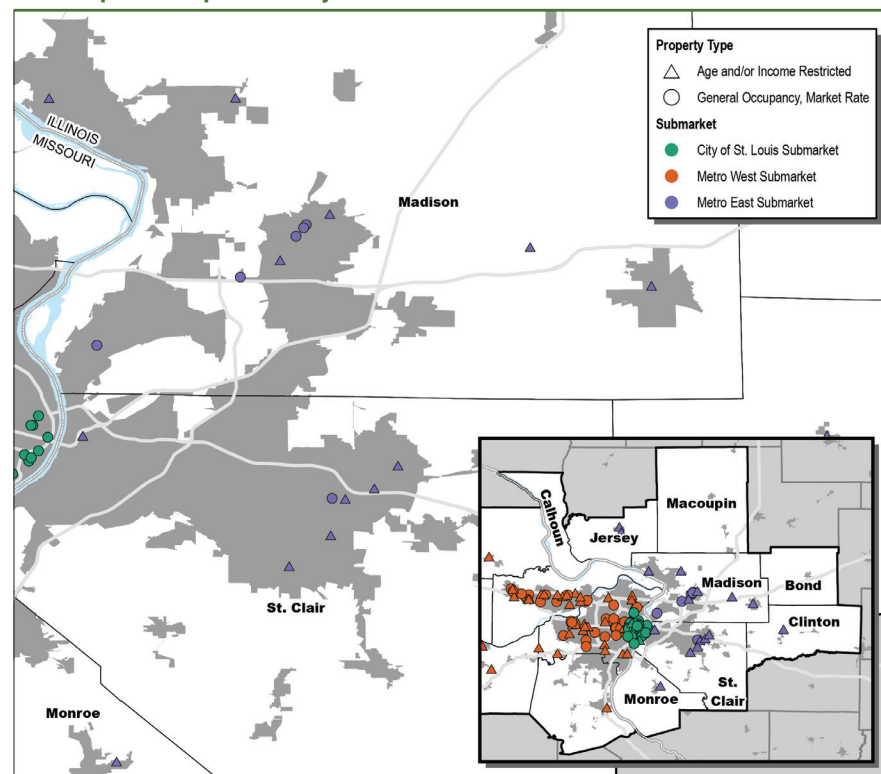 Property Type
Age and/or Income Restricted
General Occupancy, Market Rate
Submarket
City of St. Louis Submarket
Metro West Submarket
Metro East Submarket
ILLINOIS
MISSOURI
Madison
St. Clair
Monroe
Calhoun
Macoupin
Jersey
Madison
Bond
Clinton
St.
Clair
Monroe